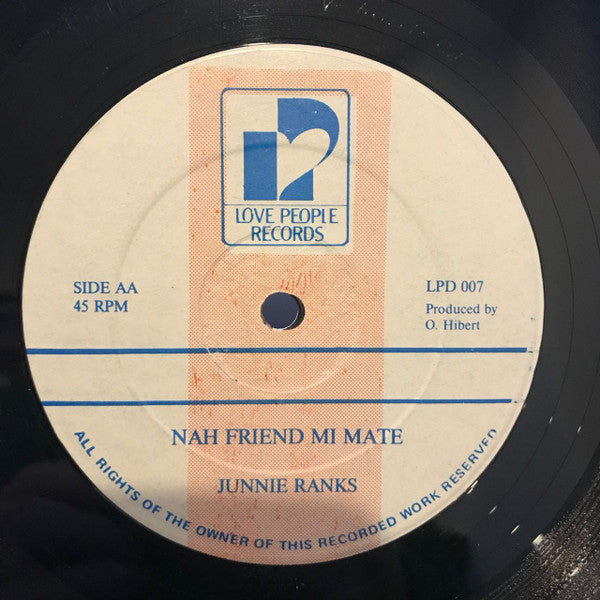 LOVE PEOPLE
RECORDS
SIDE AA
45 RPM
LPD 007
Produced by
O. Hibert
NAH FRIEND MI MATE
JUNNIE RANKS
ALL RIGHTS OF THE OWNER OF THIS RECORDED WORK RESERVED